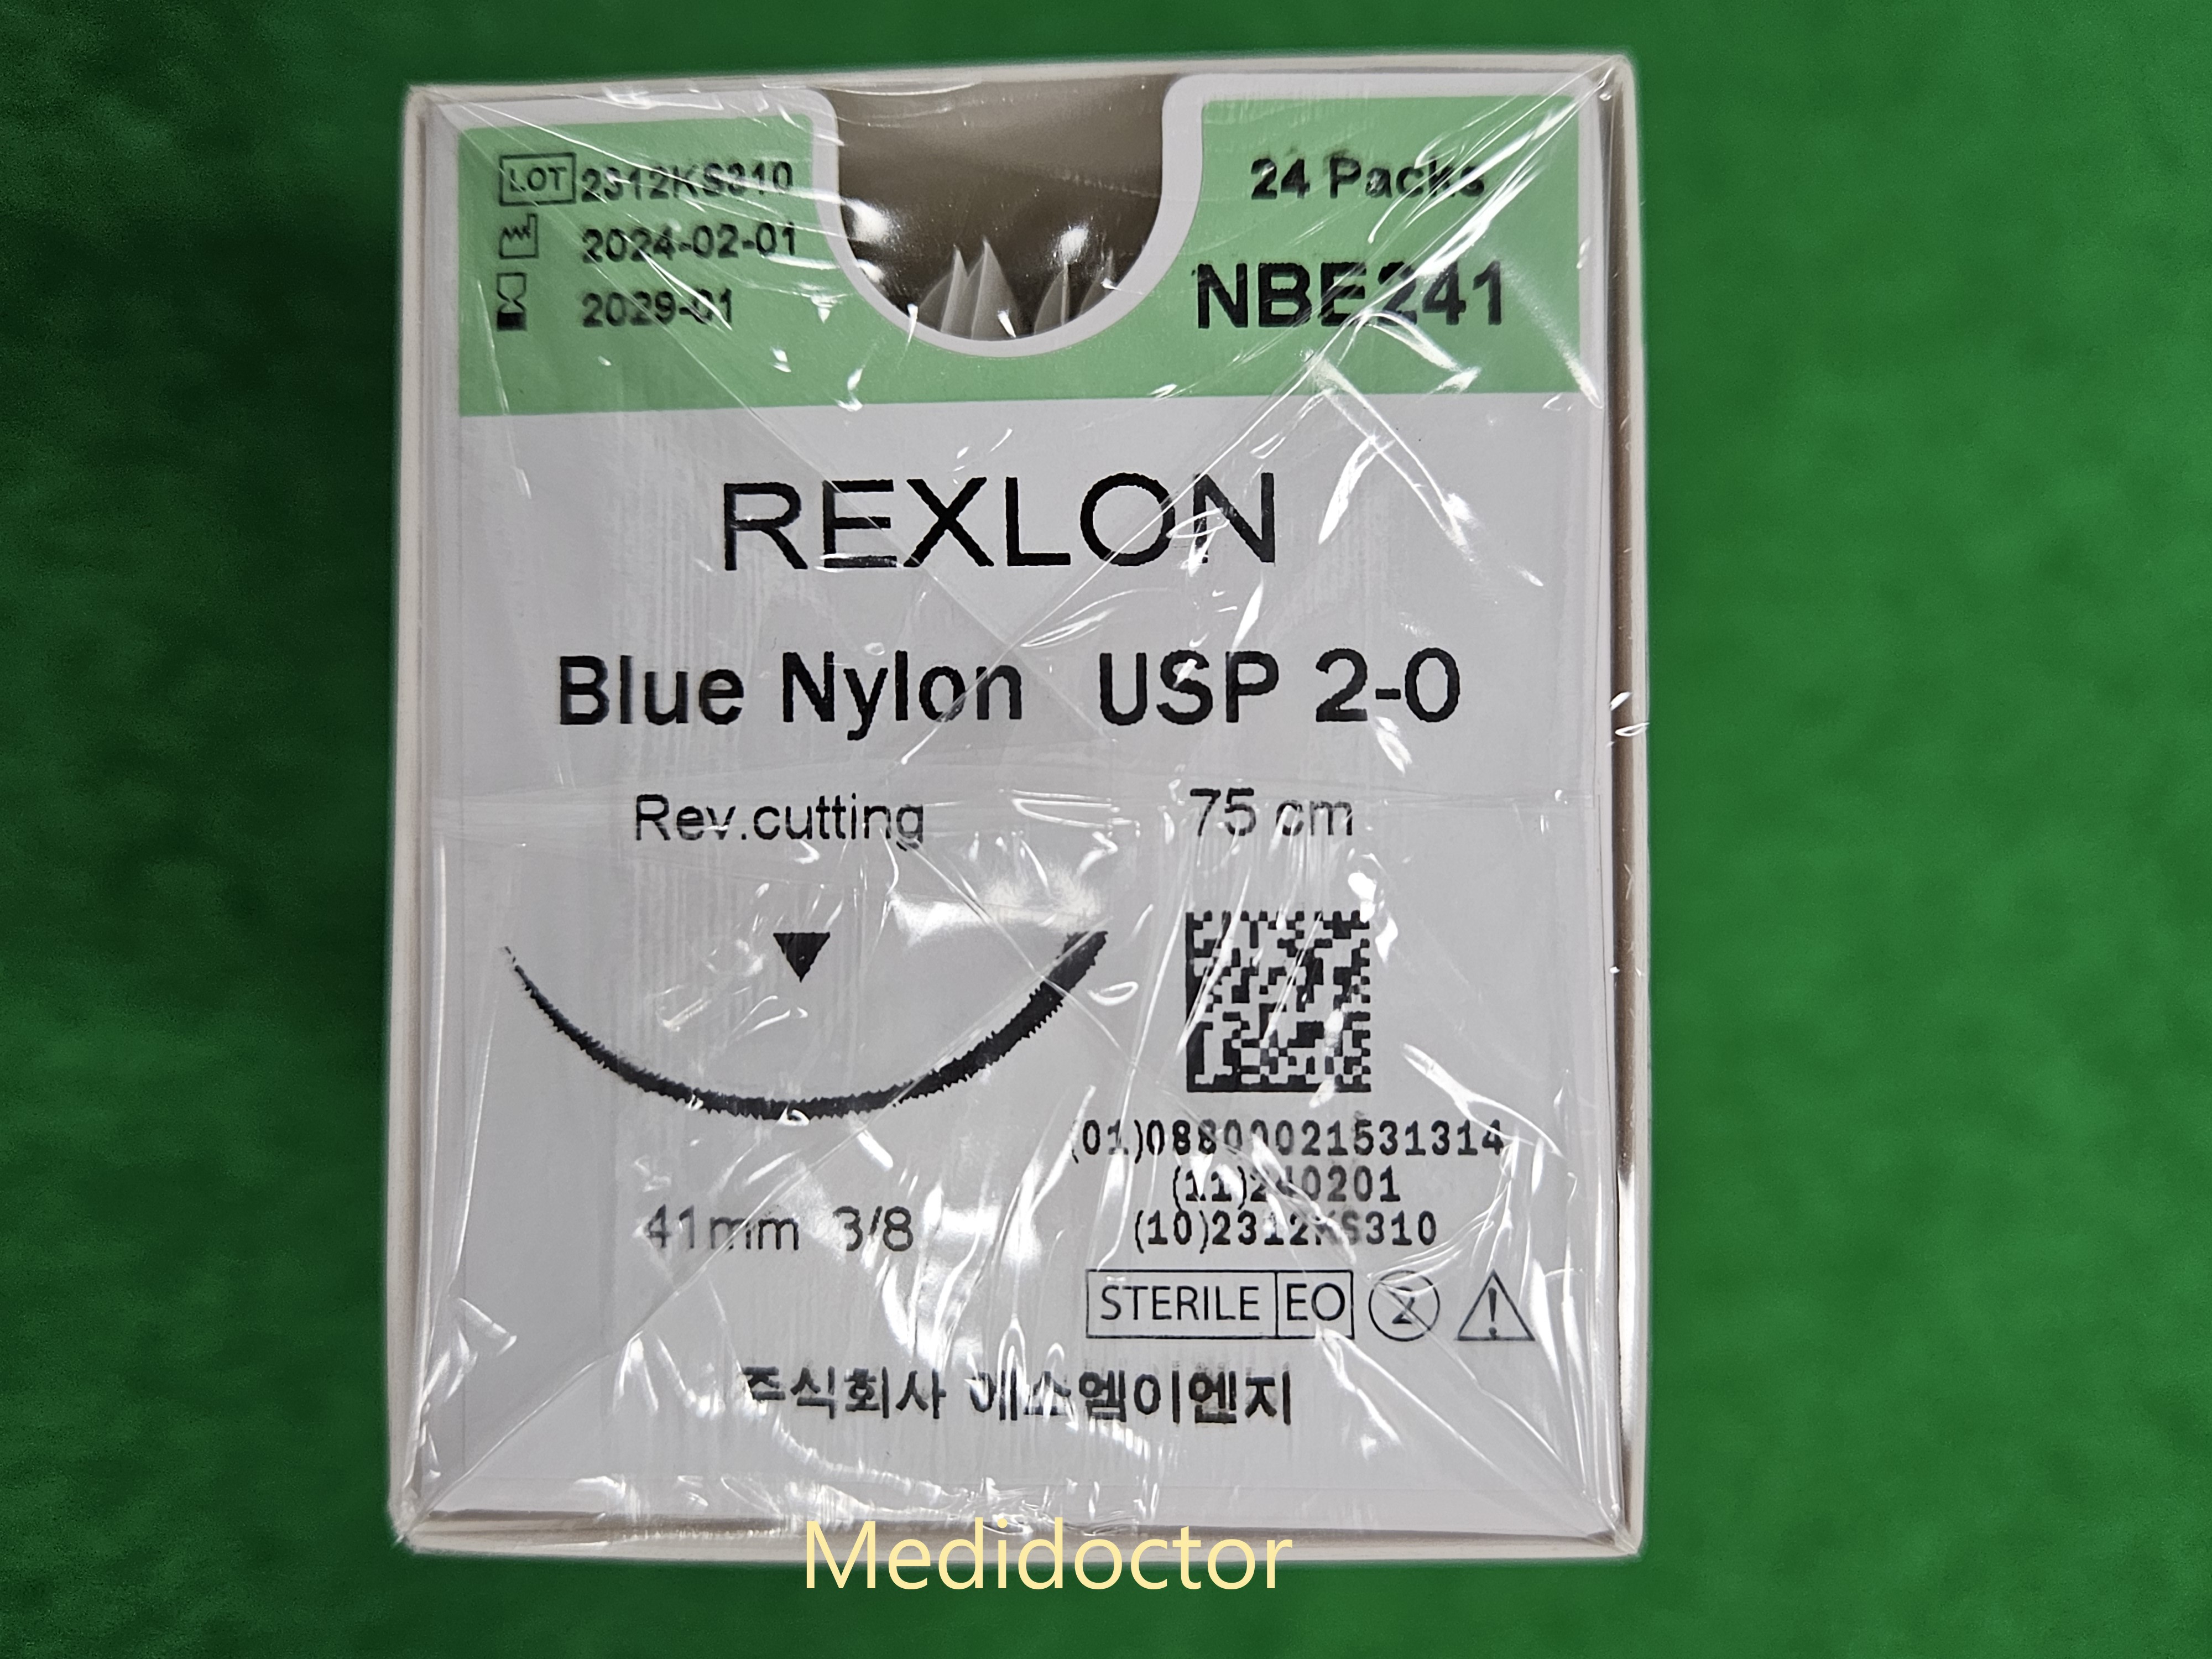 LOT 2312KS310
2024-02-01
2029-01
24 Packs
NBE241
REXLON
Blue Nylon USP 2-0
Rev.cutting 75 cm
(01)08800021531314
(11)240201
(10)2312KS310
41mm 3/8
STERILE EO 2
주식회사 에스엠이엔지
Medidoctor